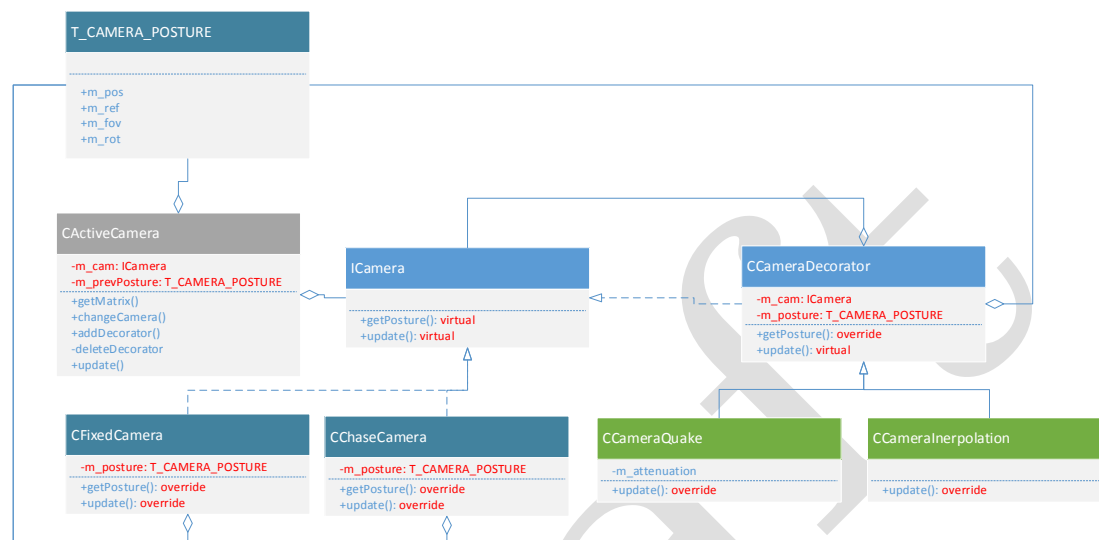 T_CAMERA_POSTURE
+m_pos
+m_ref
+m_fov
+m_rot
CActiveCamera
-m_cam: ICamera
-m_prevPosture: T_CAMERA_POSTURE
+getMatrix()
+changeCamera()
+addDecorator()
-deleteDecorator
+update()
ICamera
+getPosture(): virtual
+update(): virtual
CCameraDecorator
-m_cam: ICamera
-m_posture: T_CAMERA_POSTURE
+getPosture(): override
+update(): virtual
CFixedCamera
-m_posture: T_CAMERA_POSTURE
+getPosture(): override
+update(): override
CChaseCamera
-m_posture: T_CAMERA_POSTURE
+getPosture(): override
+update(): override
CCameraQuake
-m_attenuation
+update(): override
CCameraInerpolation
+update(): override